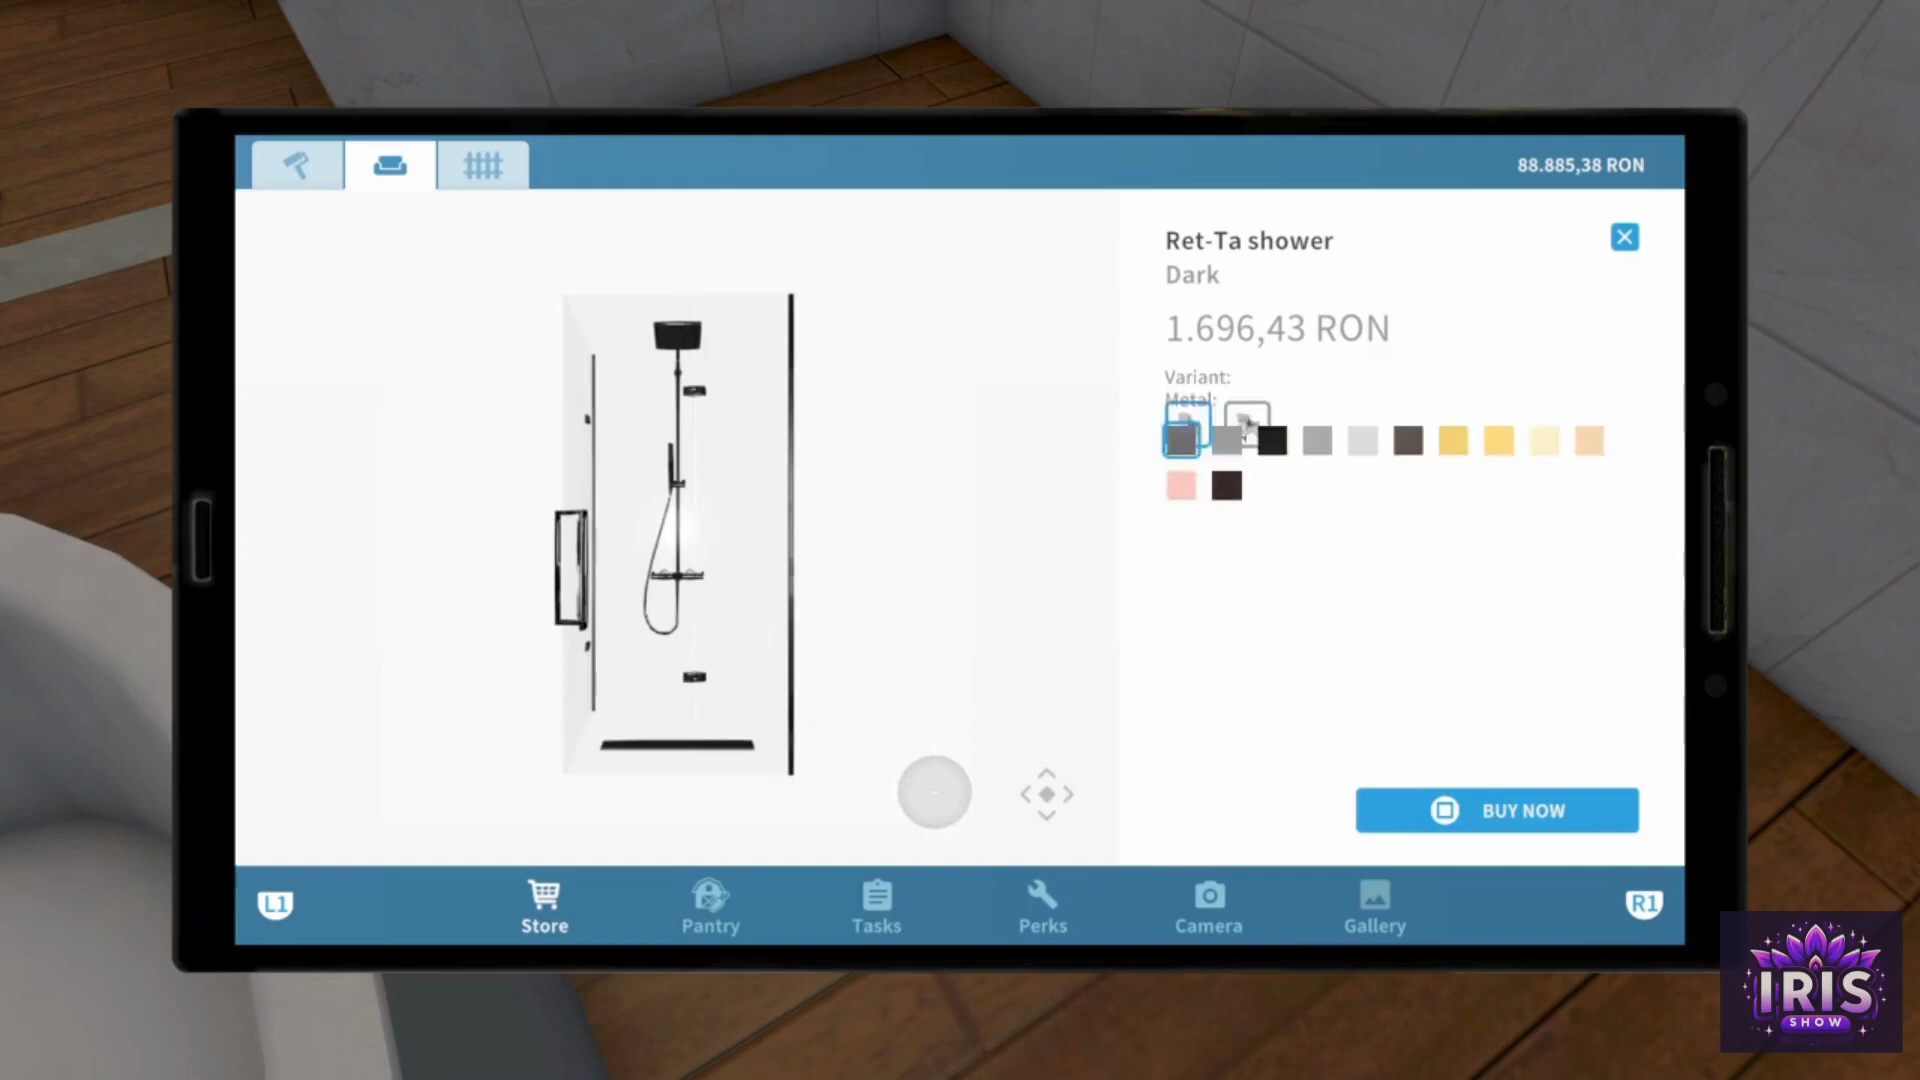 88.885,38 RON
Ret-Ta shower
Dark
1.696,43 RON
Variant:
Metal:
BUY NOW
L1
Store
Pantry
Tasks
Perks
Camera
Gallery
R1
IRIS
SHOW